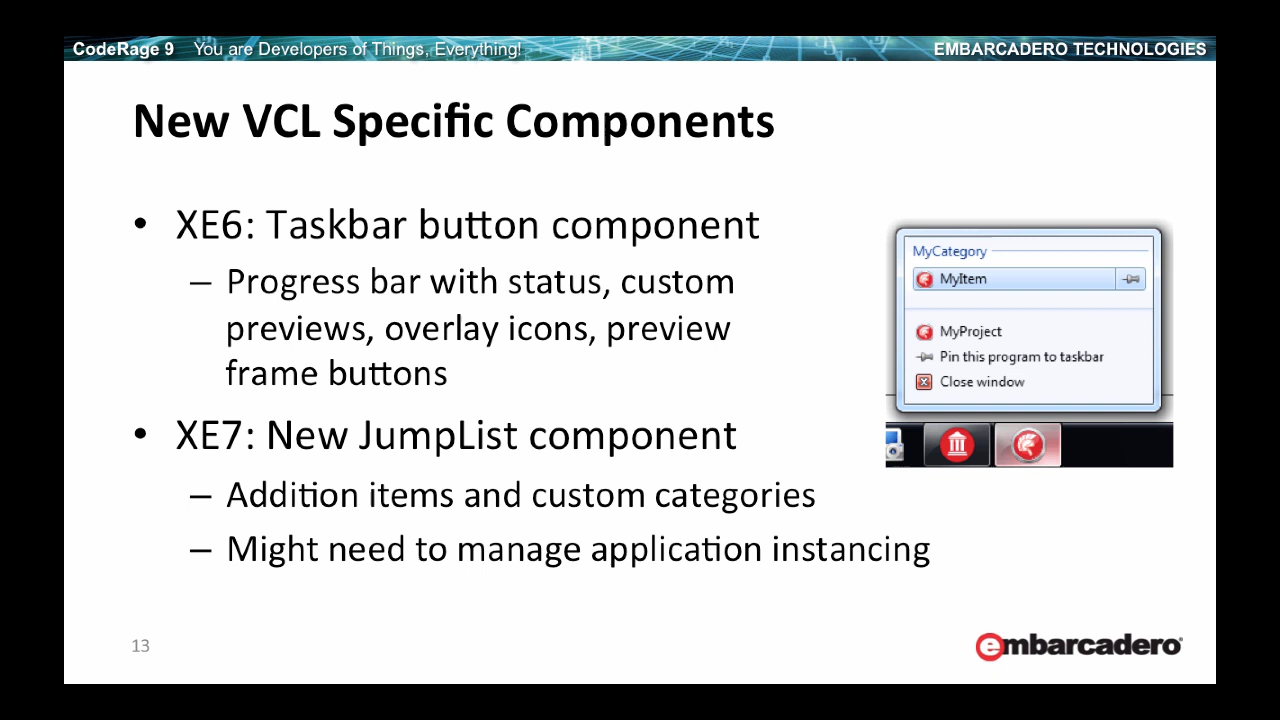 CodeRage 9 You are Developers of Things, Everything! EMBARCADERO TECHNOLOGIES
New VCL Specific Components
• XE6: Taskbar button component
– Progress bar with status, custom
previews, overlay icons, preview
frame buttons
• XE7: New JumpList component
– Addition items and custom categories
– Might need to manage application instancing
MyCategory
MyItem
MyProject
Pin this program to taskbar
Close window
13
embarcadero